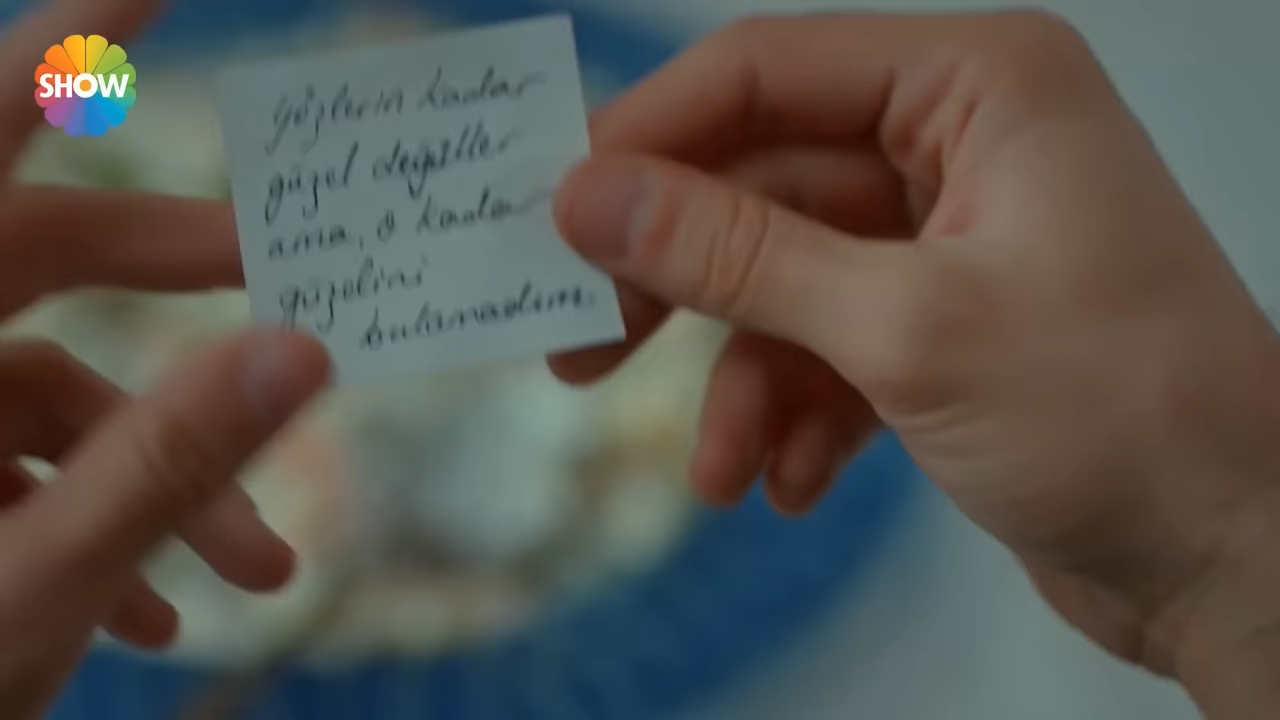 SHOW
gözlerin kadar
güzel değiller
ama, o kadar
güzelini
bulamadım.